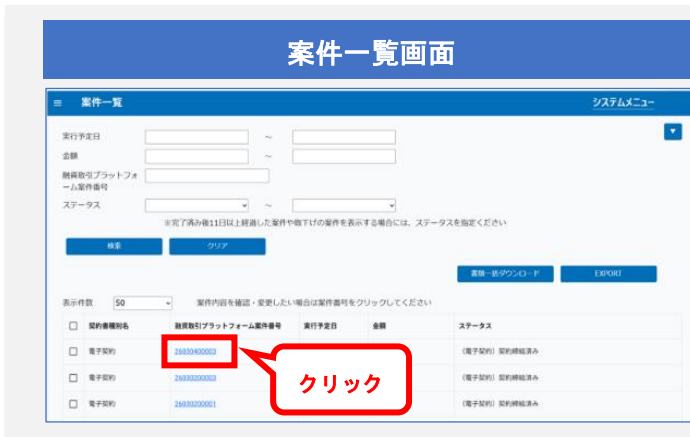 案件一覧画面
≡ 案件一覧 システムメニュー
▼
実行予定日 ～
金額 ～
融資取引プラットフォ
ーム案件番号
ステータス ～
※完了済み後11日以上経過した案件や取下げの案件を表示する場合には、ステータスを指定ください
検索 クリア
書類一括ダウンロード EXPORT
表示件数 50 案件内容を確認・変更したい場合は案件番号をクリックしてください
契約書種別名 融資取引プラットフォーム案件番号 実行予定日 金額 ステータス
電子契約 26030400003 （電子契約）契約締結済み
電子契約 26030200003 （電子契約）契約締結済み
クリック
電子契約 26030200001 （電子契約）契約締結済み